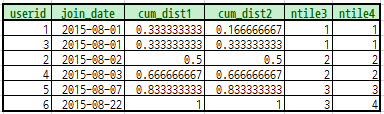 userid join_date cum_dist1 cum_dist2 ntile3 ntile4
1 2015-08-01 0.333333333 0.166666667 1 1
3 2015-08-01 0.333333333 0.333333333 1 1
2 2015-08-02 0.5 0.5 2 2
4 2015-08-03 0.666666667 0.666666667 2 2
5 2015-08-07 0.833333333 0.833333333 3 3
6 2015-08-22 1 1 3 4